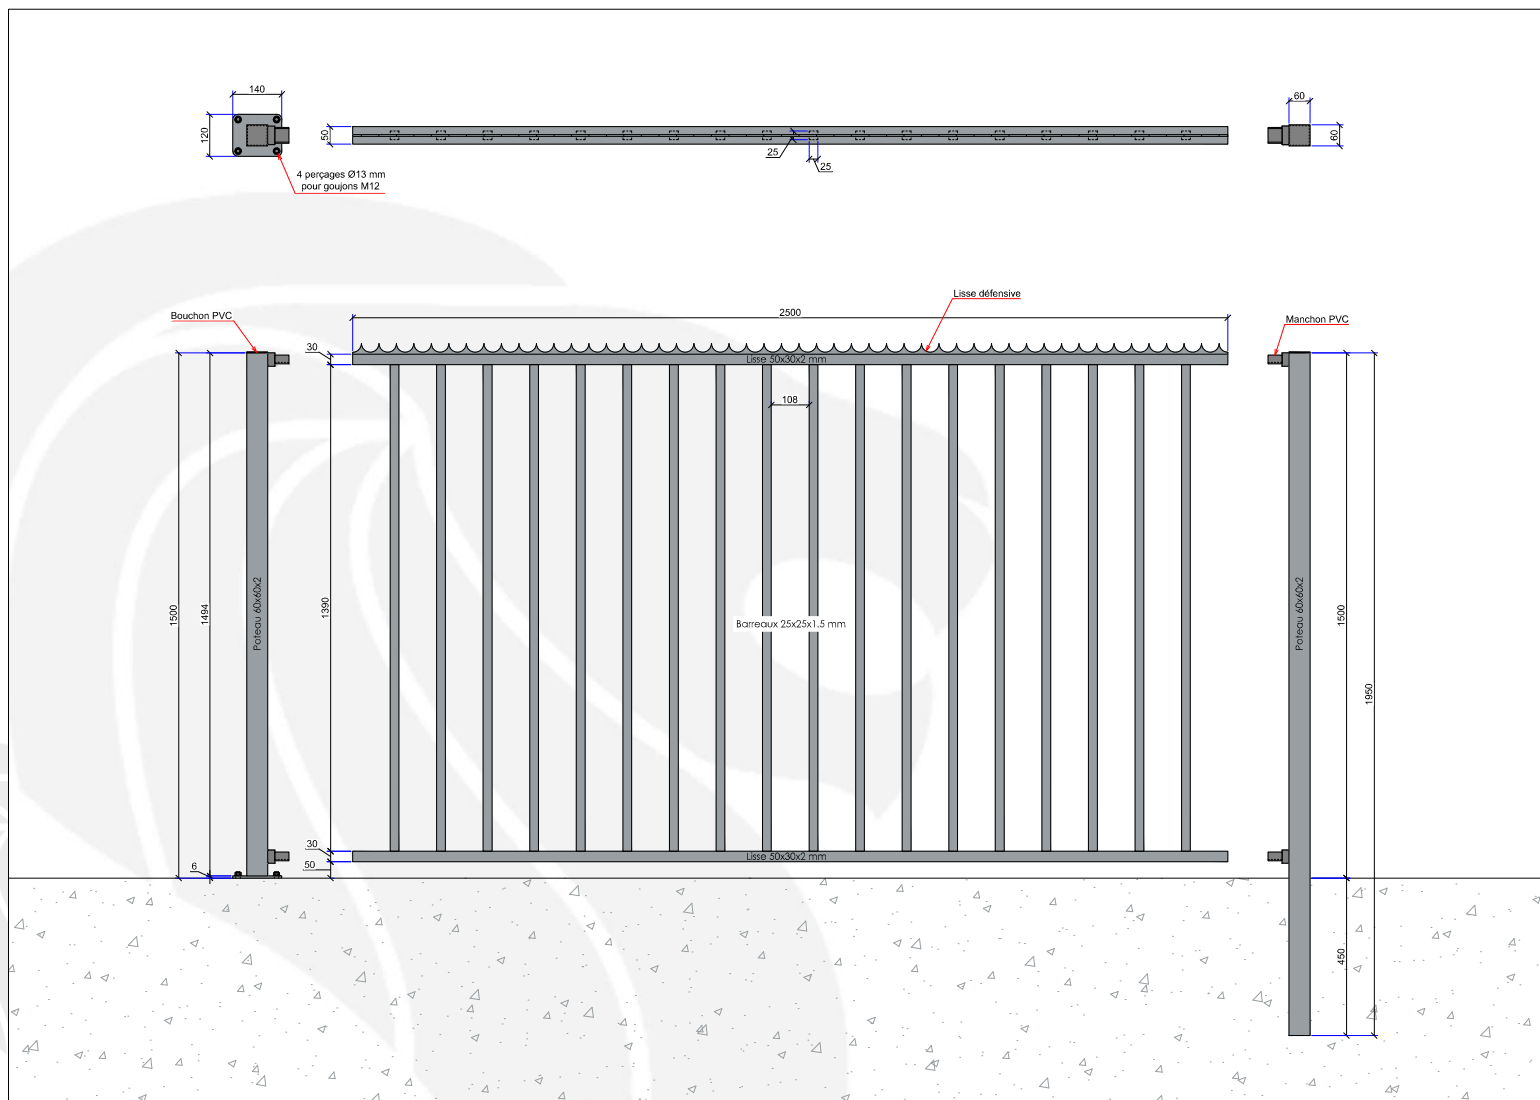 140
120
4 perçages Ø13 mm
pour goujons M12
50
25
25
60
60
Bouchon PVC
2500
Lisse défensive
Manchon PVC
30
Lisse 50x30x2 mm
108
1500
1494
Poteau 60x60x2
1390
Barreaux 25x25x1.5 mm
Poteau 60x60x2
1500
1950
30
Lisse 50x30x2 mm
50
6
450